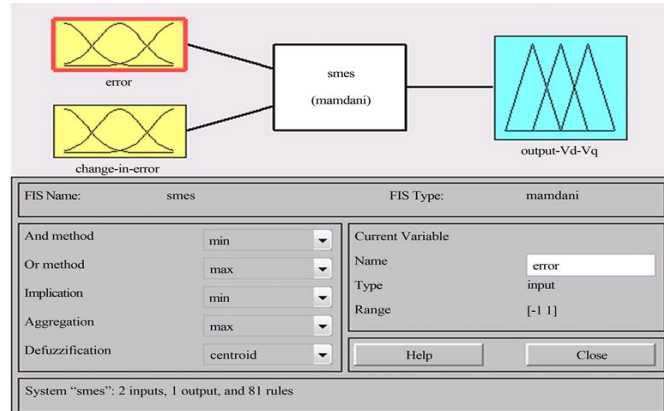 error
smes
(mamdani)
change-in-error
output-Vd-Vq
FIS Name: smes FIS Type: mamdani
And method min
Or method max
Implication min
Aggregation max
Defuzzification centroid
Current Variable
Name error
Type input
Range [-1 1]
Help Close
System “smes”: 2 inputs, 1 output, and 81 rules